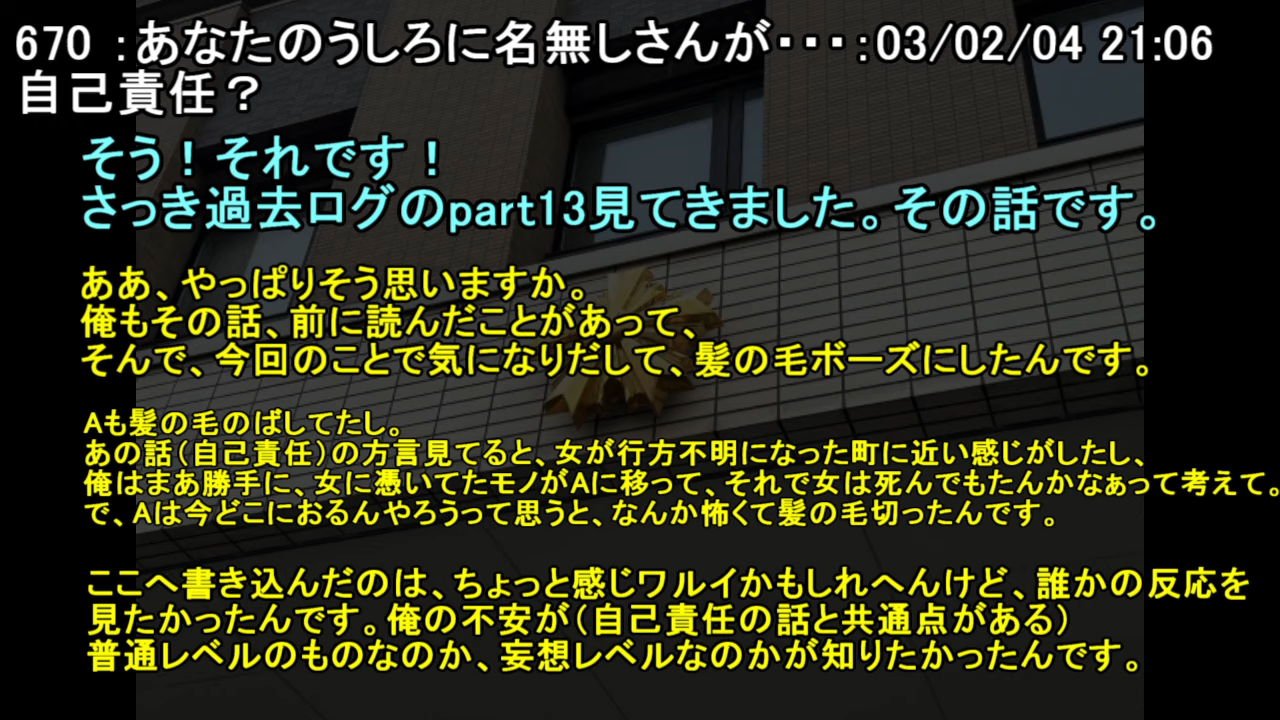 670 :あなたのうしろに名無しさんが・・・:03/02/04 21:06
自己責任？
そう！それです！
さっき過去ログのpart13見てきました。その話です。
ああ、やっぱりそう思いますか。
俺もその話、前に読んだことがあって、
そんで、今回のことで気になりだして、髪の毛ボーズにしたんです。
Aも髪の毛のばしてたし。
あの話（自己責任）の方言見てると、女が行方不明になった町に近い感じがしたし、
俺はまあ勝手に、女に憑いてたモノがAに移って、それで女は死んでもたんかなぁって考えて。
で、Aは今どこにおるんやろうって思うと、なんか怖くて髪の毛切ったんです。
ここへ書き込んだのは、ちょっと感じワルイかもしれへんけど、誰かの反応を
見たかったんです。俺の不安が（自己責任の話と共通点がある）
普通レベルのものなのか、妄想レベルなのかが知りたかったんです。